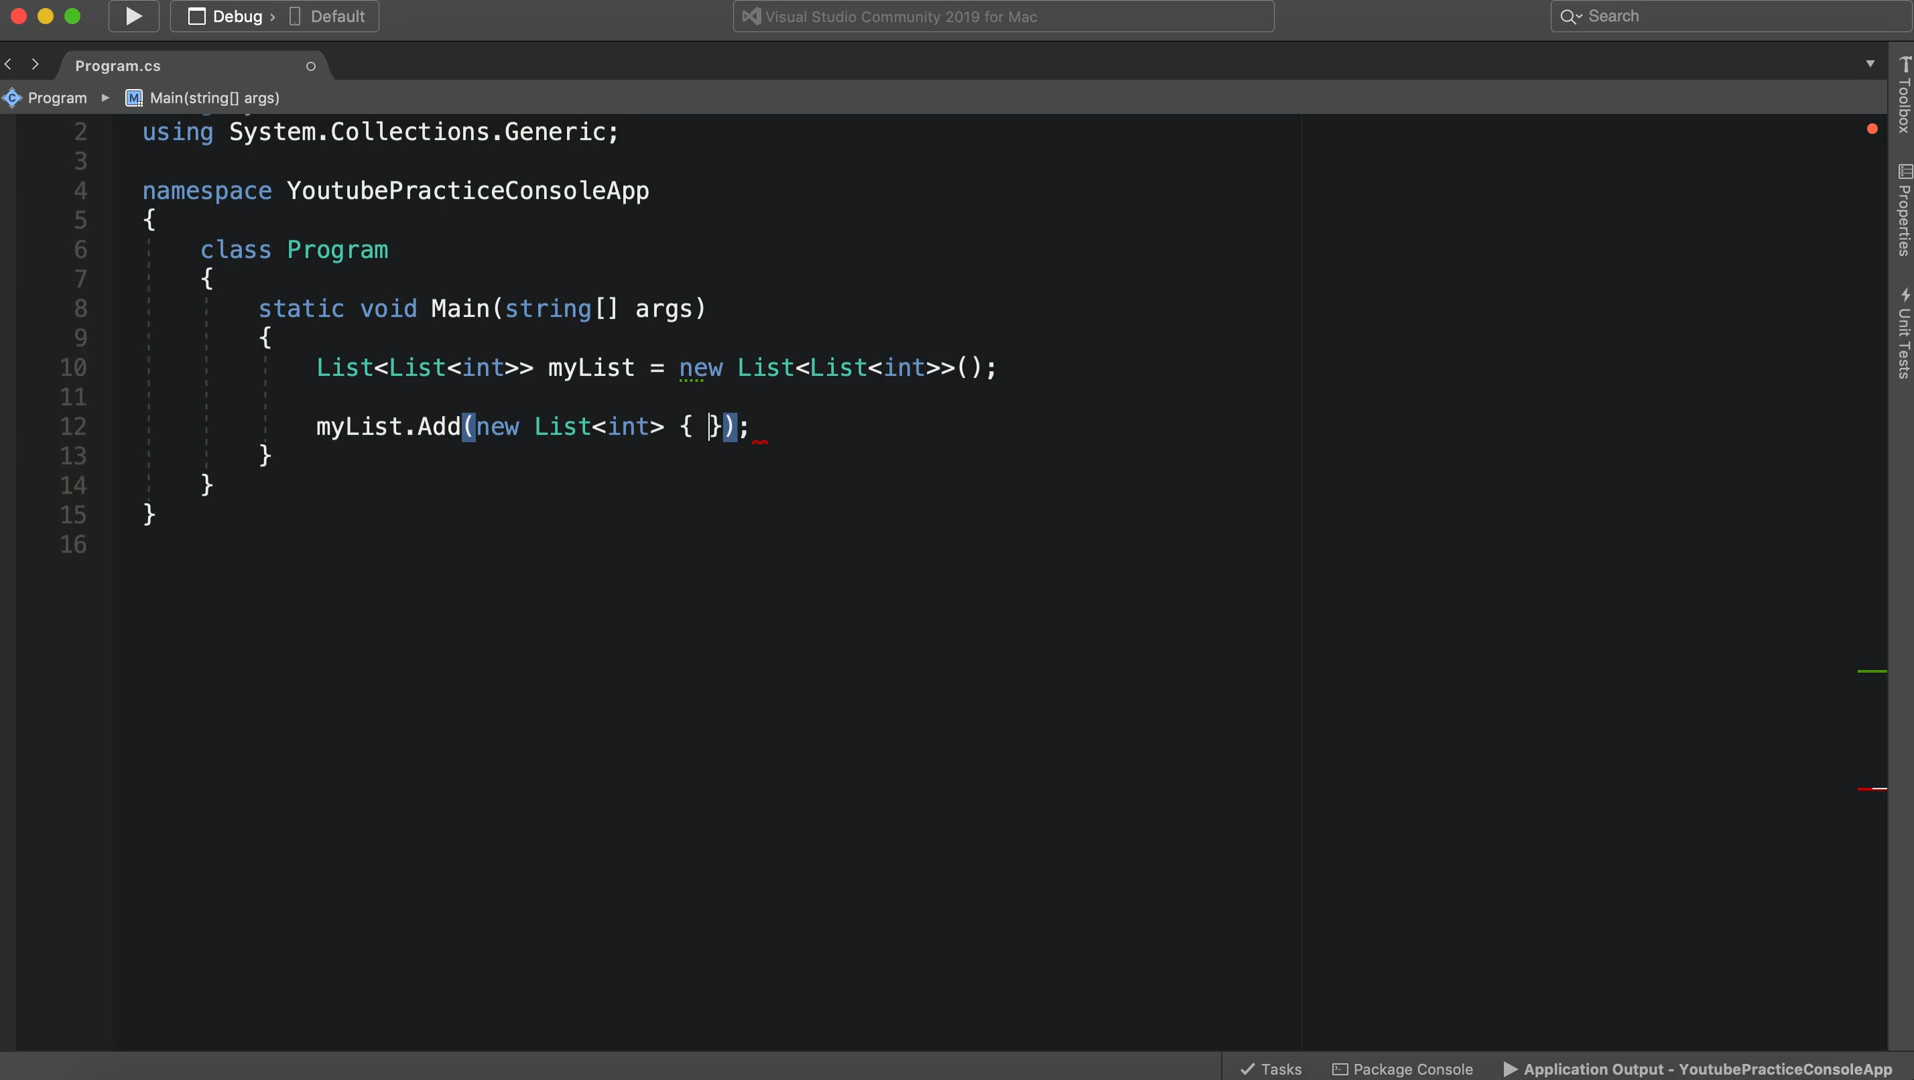 Debug › Default
Visual Studio Community 2019 for Mac
Search
Program.cs
Program ▸ M Main(string[] args)
2 using System.Collections.Generic;
3
4 namespace YoutubePracticeConsoleApp
5 {
6 class Program
7 {
8 static void Main(string[] args)
9 {
10 List<List<int>> myList = new List<List<int>>();
11
12 myList.Add(new List<int> { });
13 }
14 }
15 }
16
Toolbox
Properties
Unit Tests
Tasks
Package Console
Application Output - YoutubePracticeConsoleApp